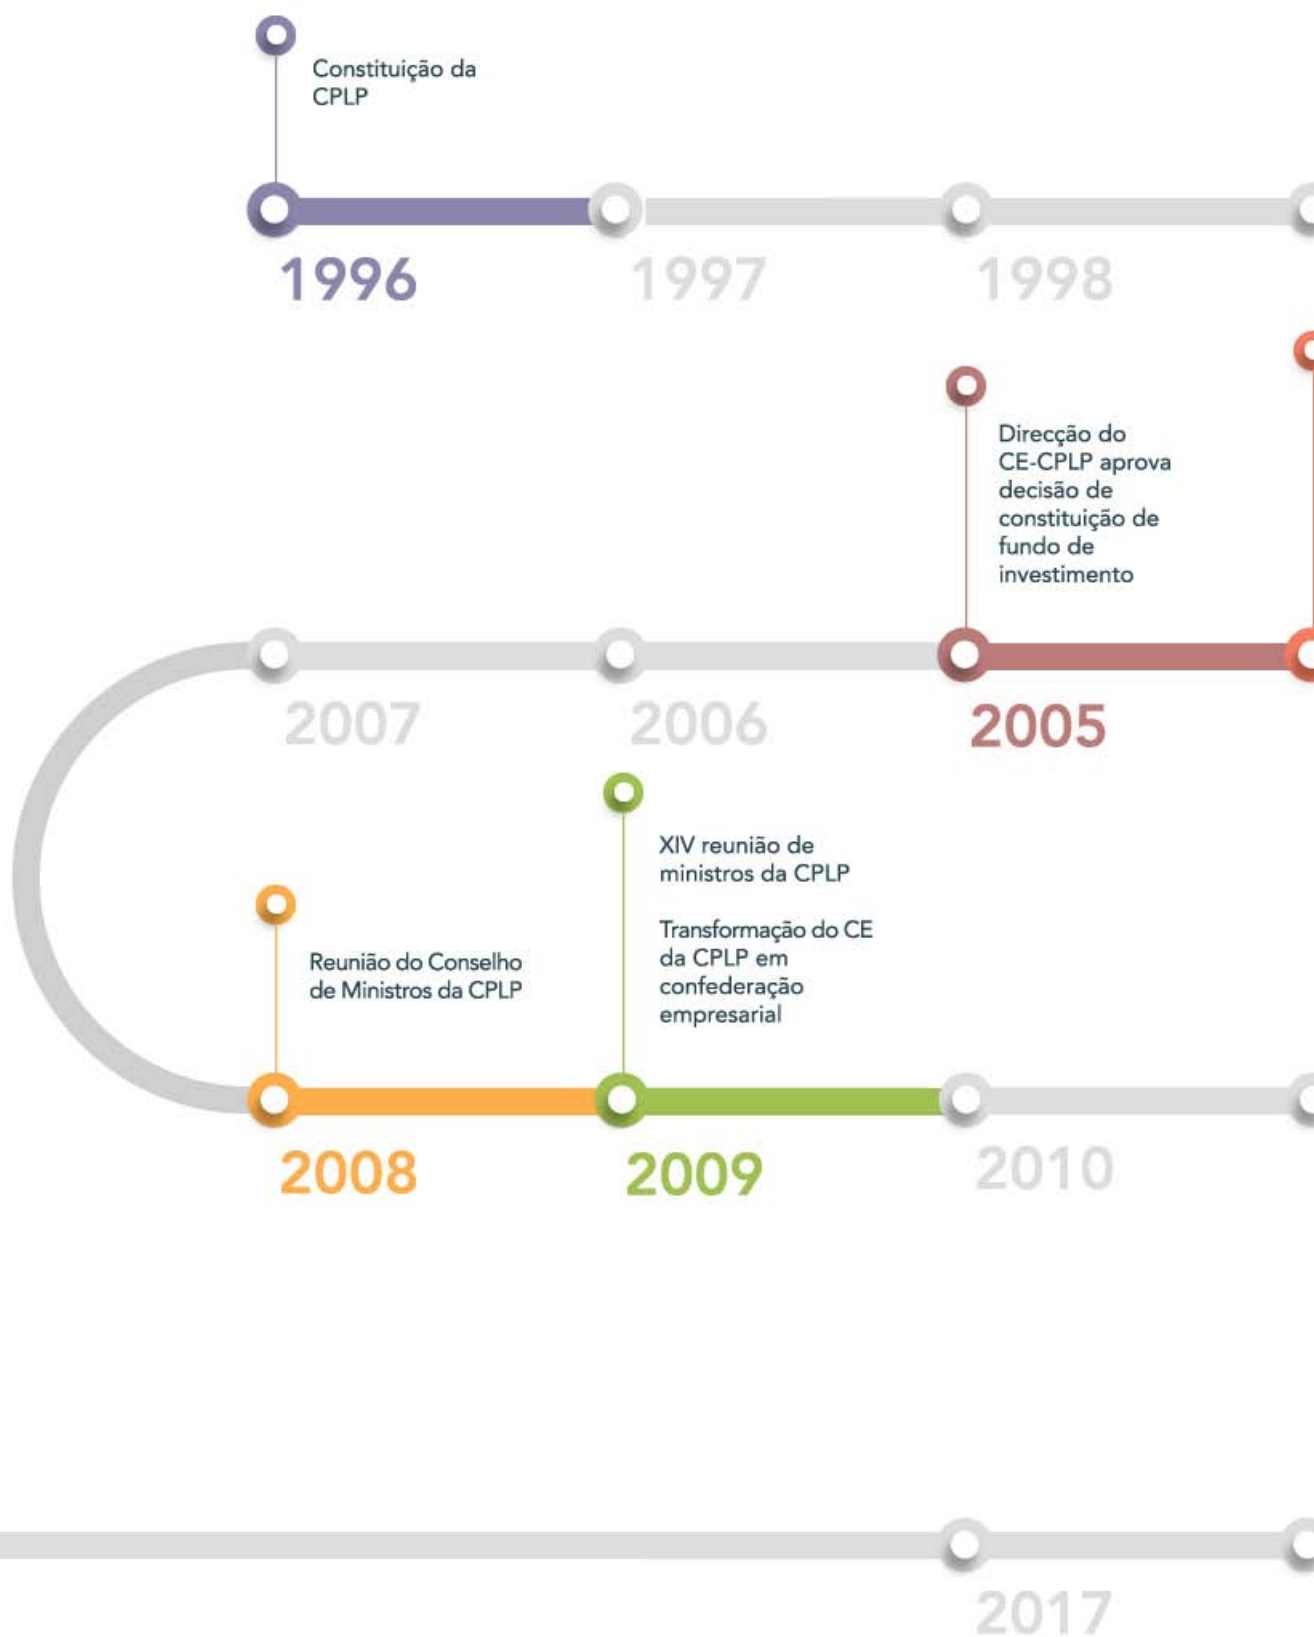 Constituição da
CPLP
1996
1997
1998
Direcção do
CE-CPLP aprova
decisão de
constituição de
fundo de
investimento
2007
2006
2005
XIV reunião de
ministros da CPLP
Transformação do CE
da CPLP em
confederação
empresarial
Reunião do Conselho
de Ministros da CPLP
2008
2009
2010
2017